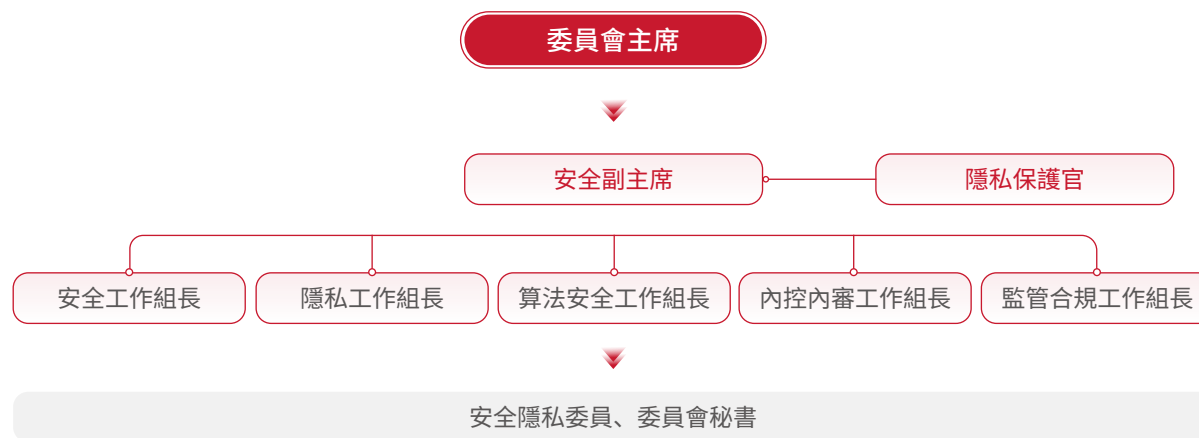 委員會主席
安全副主席
隱私保護官
安全工作組長
隱私工作組長
算法安全工作組長
內控內審工作組長
監管合規工作組長
安全隱私委員、委員會秘書